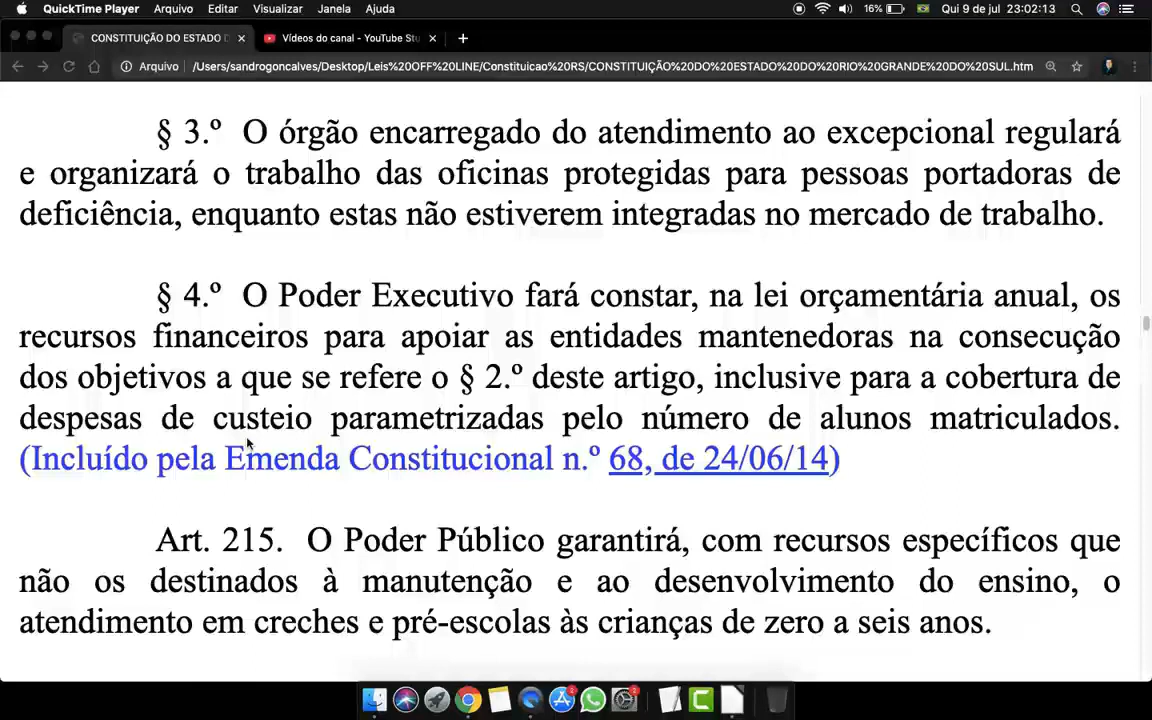 QuickTime Player Arquivo Editar Visualizar Janela Ajuda 16% Qui 9 de jul 23:02:13
CONSTITUIÇÃO DO ESTADO D Vídeos do canal - YouTube Stu
Arquivo /Users/sandrogoncalves/Desktop/Leis%20OFF%20LINE/Constituicao%20RS/CONSTITUIÇÃO%20DO%20ESTADO%20DO%20RIO%20GRANDE%20DO%20SUL.htm
§ 3.º O órgão encarregado do atendimento ao excepcional regulará
e organizará o trabalho das oficinas protegidas para pessoas portadoras de
deficiência, enquanto estas não estiverem integradas no mercado de trabalho.
§ 4.º O Poder Executivo fará constar, na lei orçamentária anual, os
recursos financeiros para apoiar as entidades mantenedoras na consecução
dos objetivos a que se refere o § 2.º deste artigo, inclusive para a cobertura de
despesas de custeio parametrizadas pelo número de alunos matriculados.
(Incluído pela Emenda Constitucional n.º 68, de 24/06/14)
Art. 215. O Poder Público garantirá, com recursos específicos que
não os destinados à manutenção e ao desenvolvimento do ensino, o
atendimento em creches e pré-escolas às crianças de zero a seis anos.